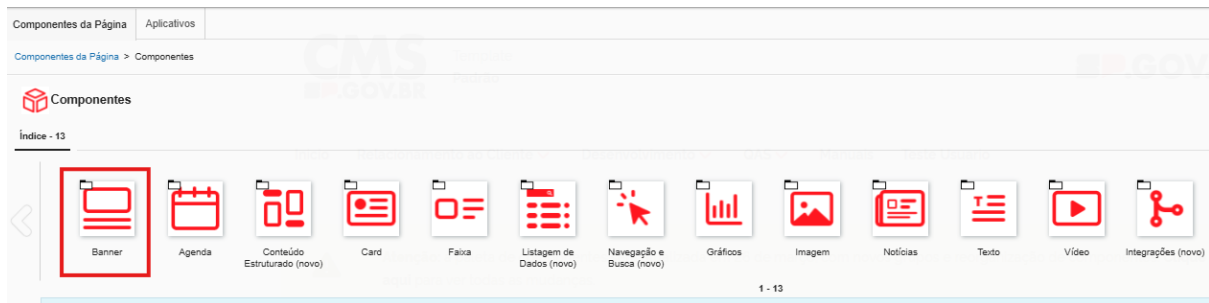 Componentes da Página
Aplicativos
Componentes da Página > Componentes
Componentes
Índice - 13
Banner
Agenda
Conteúdo
Estruturado (novo)
Card
Faixa
Listagem de
Dados (novo)
Navegação e
Busca (novo)
Gráficos
Imagem
Notícias
Texto
Vídeo
Integrações (novo)
1 - 13